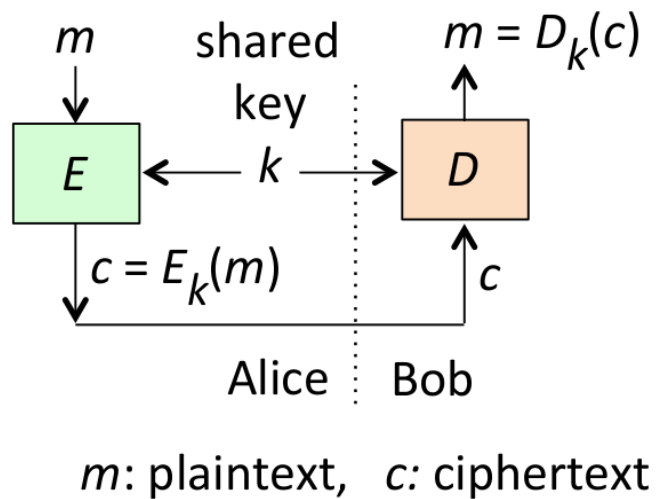 m
shared
key
m = D_k(c)
E
k
D
c = E_k(m)
c
Alice
Bob
m: plaintext, c: ciphertext